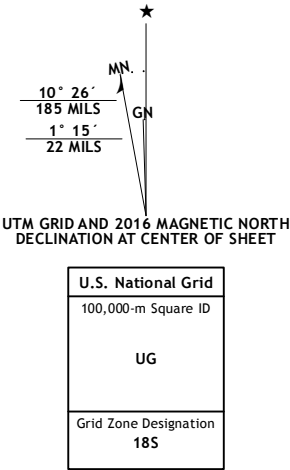 ★
MN
10° 26´
185 MILS
GN
1° 15´
22 MILS
UTM GRID AND 2016 MAGNETIC NORTH
DECLINATION AT CENTER OF SHEET
U.S. National Grid
100,000-m Square ID
UG
Grid Zone Designation
18S